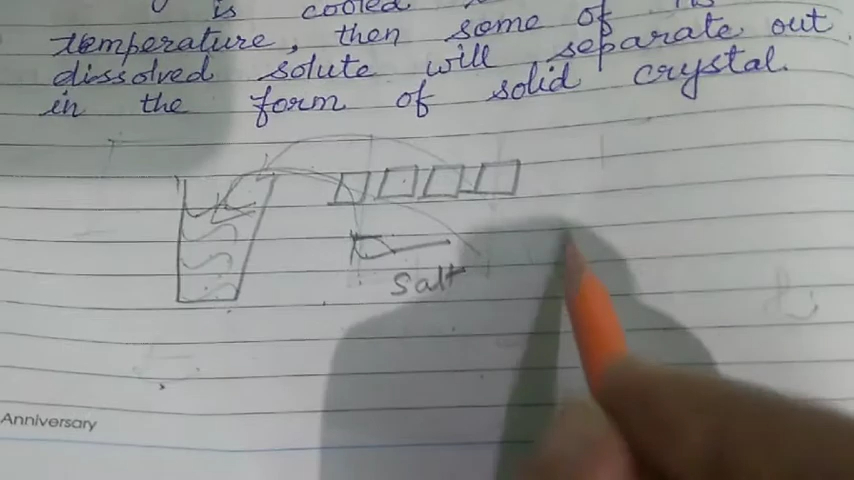 is cooled
temperature, then some of
dissolved solute will separate out.
in the form of solid crystal.
Salt
Anniversary